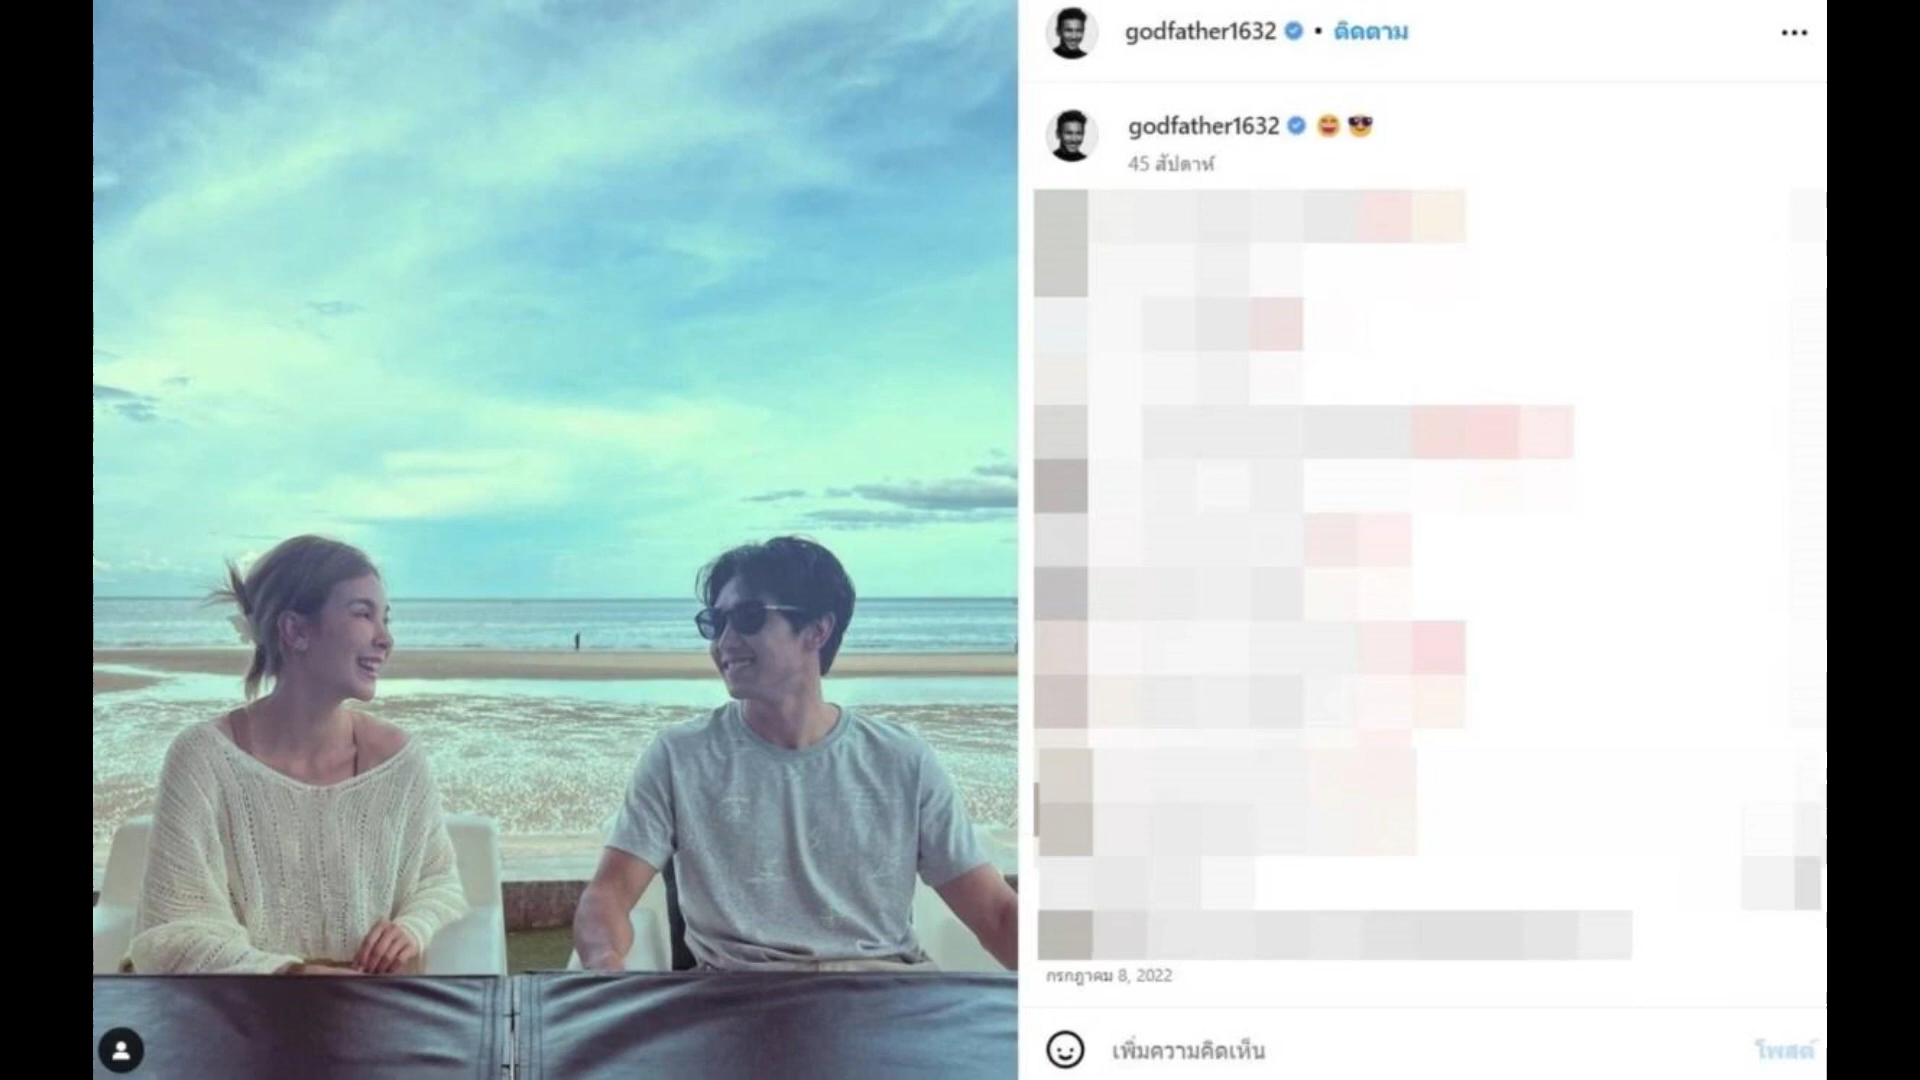 godfather1632 • ติดตาม
godfather1632
45 สัปดาห์
กรกฎาคม 8, 2022
เพิ่มความคิดเห็น
โพสต์